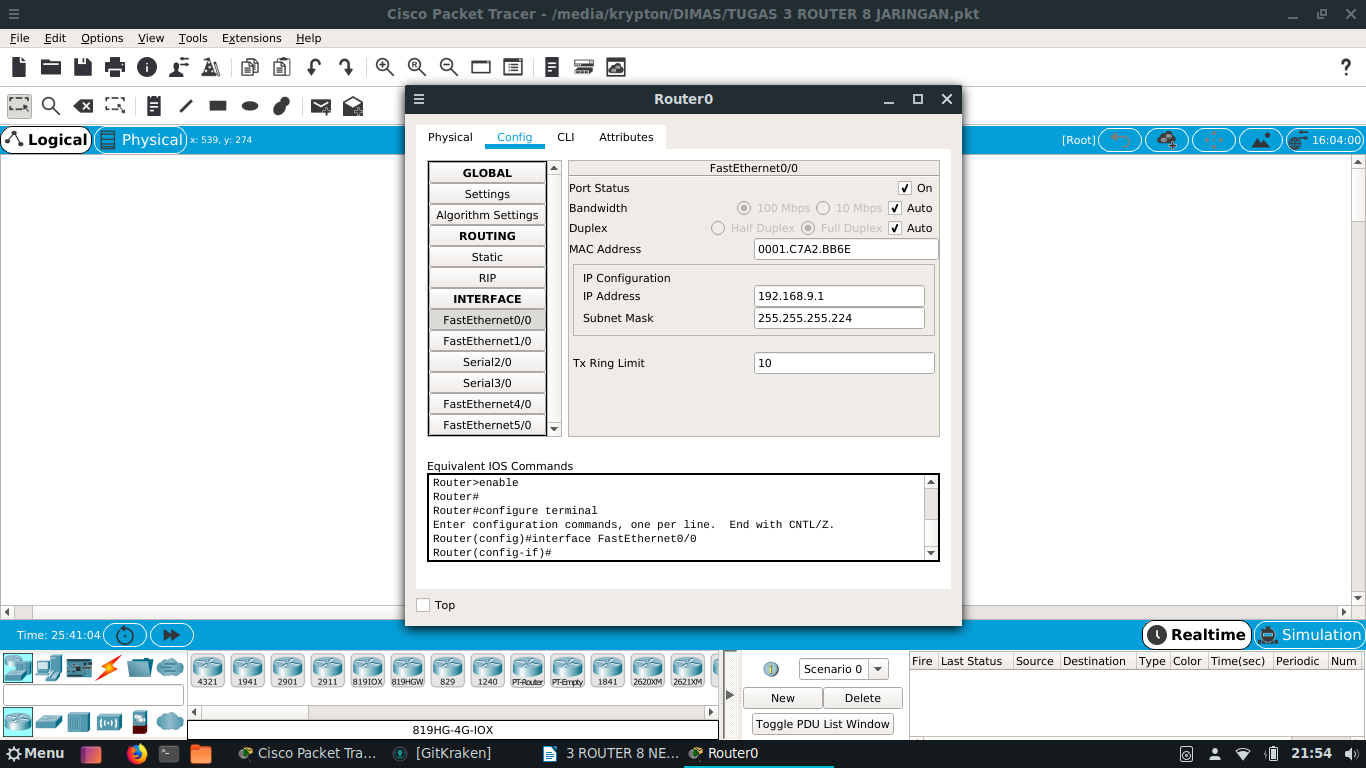 Cisco Packet Tracer - /media/krypton/DIMAS/TUGAS 3 ROUTER 8 JARINGAN.pkt
File Edit Options View Tools Extensions Help
Router0
Logical Physical x: 539, y: 274 [Root] 16:04:00
Physical Config CLI Attributes
GLOBAL
Settings
Algorithm Settings
ROUTING
Static
RIP
INTERFACE
FastEthernet0/0
FastEthernet1/0
Serial2/0
Serial3/0
FastEthernet4/0
FastEthernet5/0
FastEthernet0/0
Port Status On
Bandwidth 100 Mbps 10 Mbps Auto
Duplex Half Duplex Full Duplex Auto
MAC Address 0001.C7A2.BB6E
IP Configuration
IP Address 192.168.9.1
Subnet Mask 255.255.255.224
Tx Ring Limit 10
Equivalent IOS Commands
Router>enable
Router#
Router#configure terminal
Enter configuration commands, one per line.  End with CNTL/Z.
Router(config)#interface FastEthernet0/0
Router(config-if)#
Top
Time: 25:41:04 Realtime Simulation
4321 1941 2901 2911 819IOX 819HGW 829 1240 PT-Router PT-Empty 1841 2620XM 2621XM
819HG-4G-IOX
Scenario 0
New Delete
Toggle PDU List Window
Fire Last Status Source Destination Type Color Time(sec) Periodic Num
Menu Cisco Packet Tra... [GitKraken] 3 ROUTER 8 NE... Router0 21:54